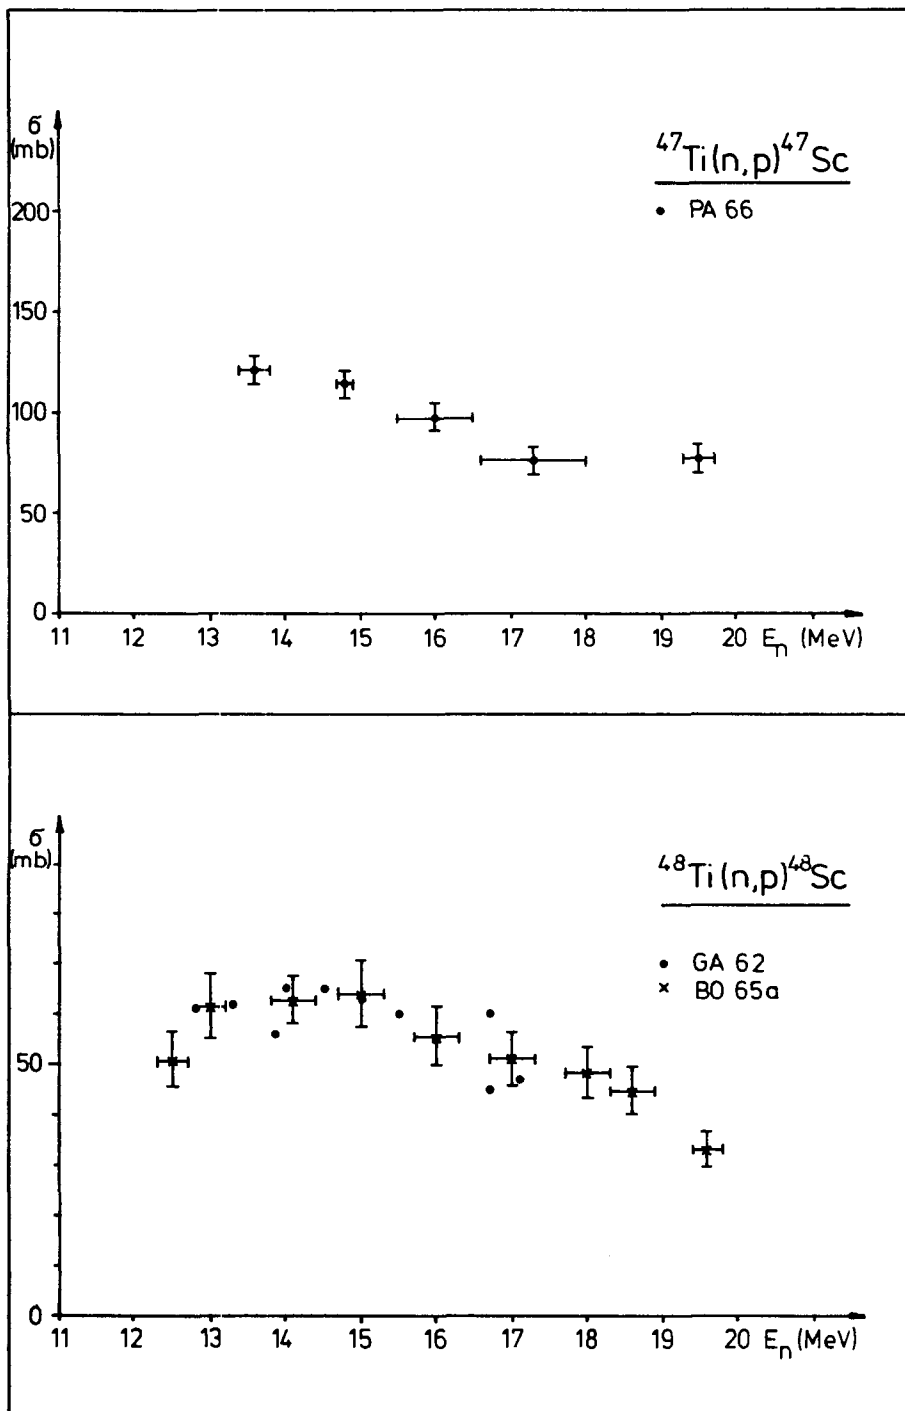 σ
(mb)
⁴⁷Ti(n,p)⁴⁷Sc
• PA 66
200
150
100
50
0
11 12 13 14 15 16 17 18 19 20 Eₙ (MeV)
σ
(mb)
⁴⁸Ti(n,p)⁴⁸Sc
• GA 62
× BO 65a
50
0
11 12 13 14 15 16 17 18 19 20 Eₙ (MeV)